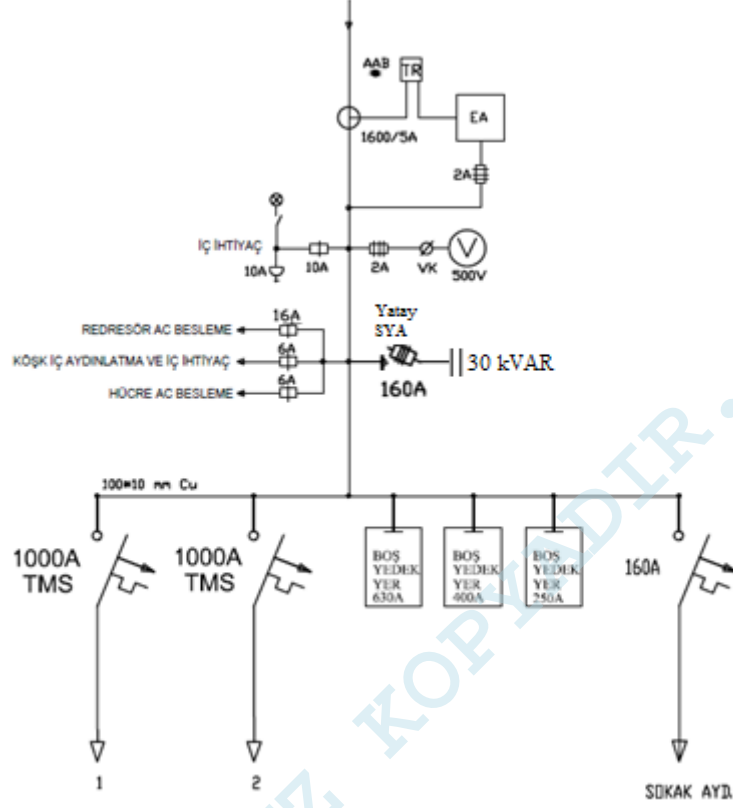 AAB
TR
EA
1600/5A
2A
İÇ İHTİYAÇ
10A
10A
2A
VK
500V
16A
REDRESÖR AC BESLEME
6A
KÖŞK İÇ AYDINLATMA VE İÇ İHTİYAÇ
6A
HÜCRE AC BESLEME
Yatay
SYA
160A
30 kVAR
100*10 mm Cu
1000A
TMS
1000A
TMS
BOŞ
YEDEK
YER
630A
BOŞ
YEDEK
YER
400A
BOŞ
YEDEK
YER
250A
160A
1
2
SOKAK AYD.
KOPYADIR.